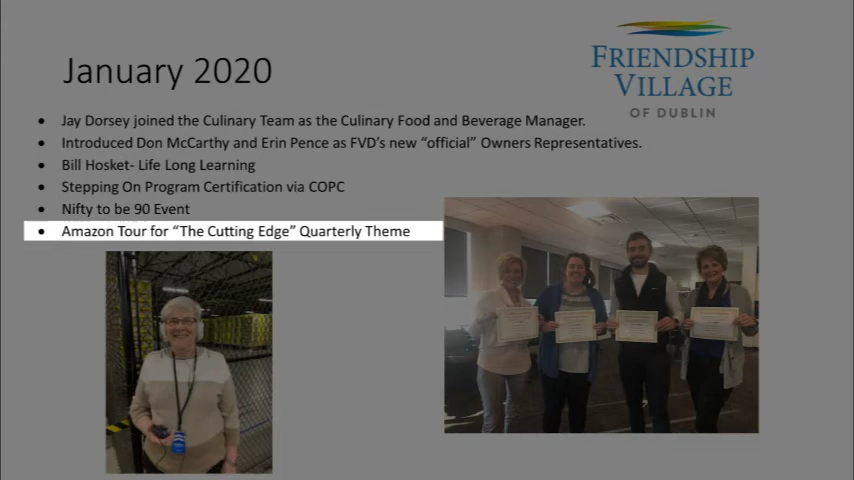 FRIENDSHIP
VILLAGE
OF DUBLIN
January 2020
• Jay Dorsey joined the Culinary Team as the Culinary Food and Beverage Manager.
• Introduced Don McCarthy and Erin Pence as FVD's new “official” Owners Representatives.
• Bill Hosket- Life Long Learning
• Stepping On Program Certification via COPC
• Nifty to be 90 Event
• Amazon Tour for “The Cutting Edge” Quarterly Theme